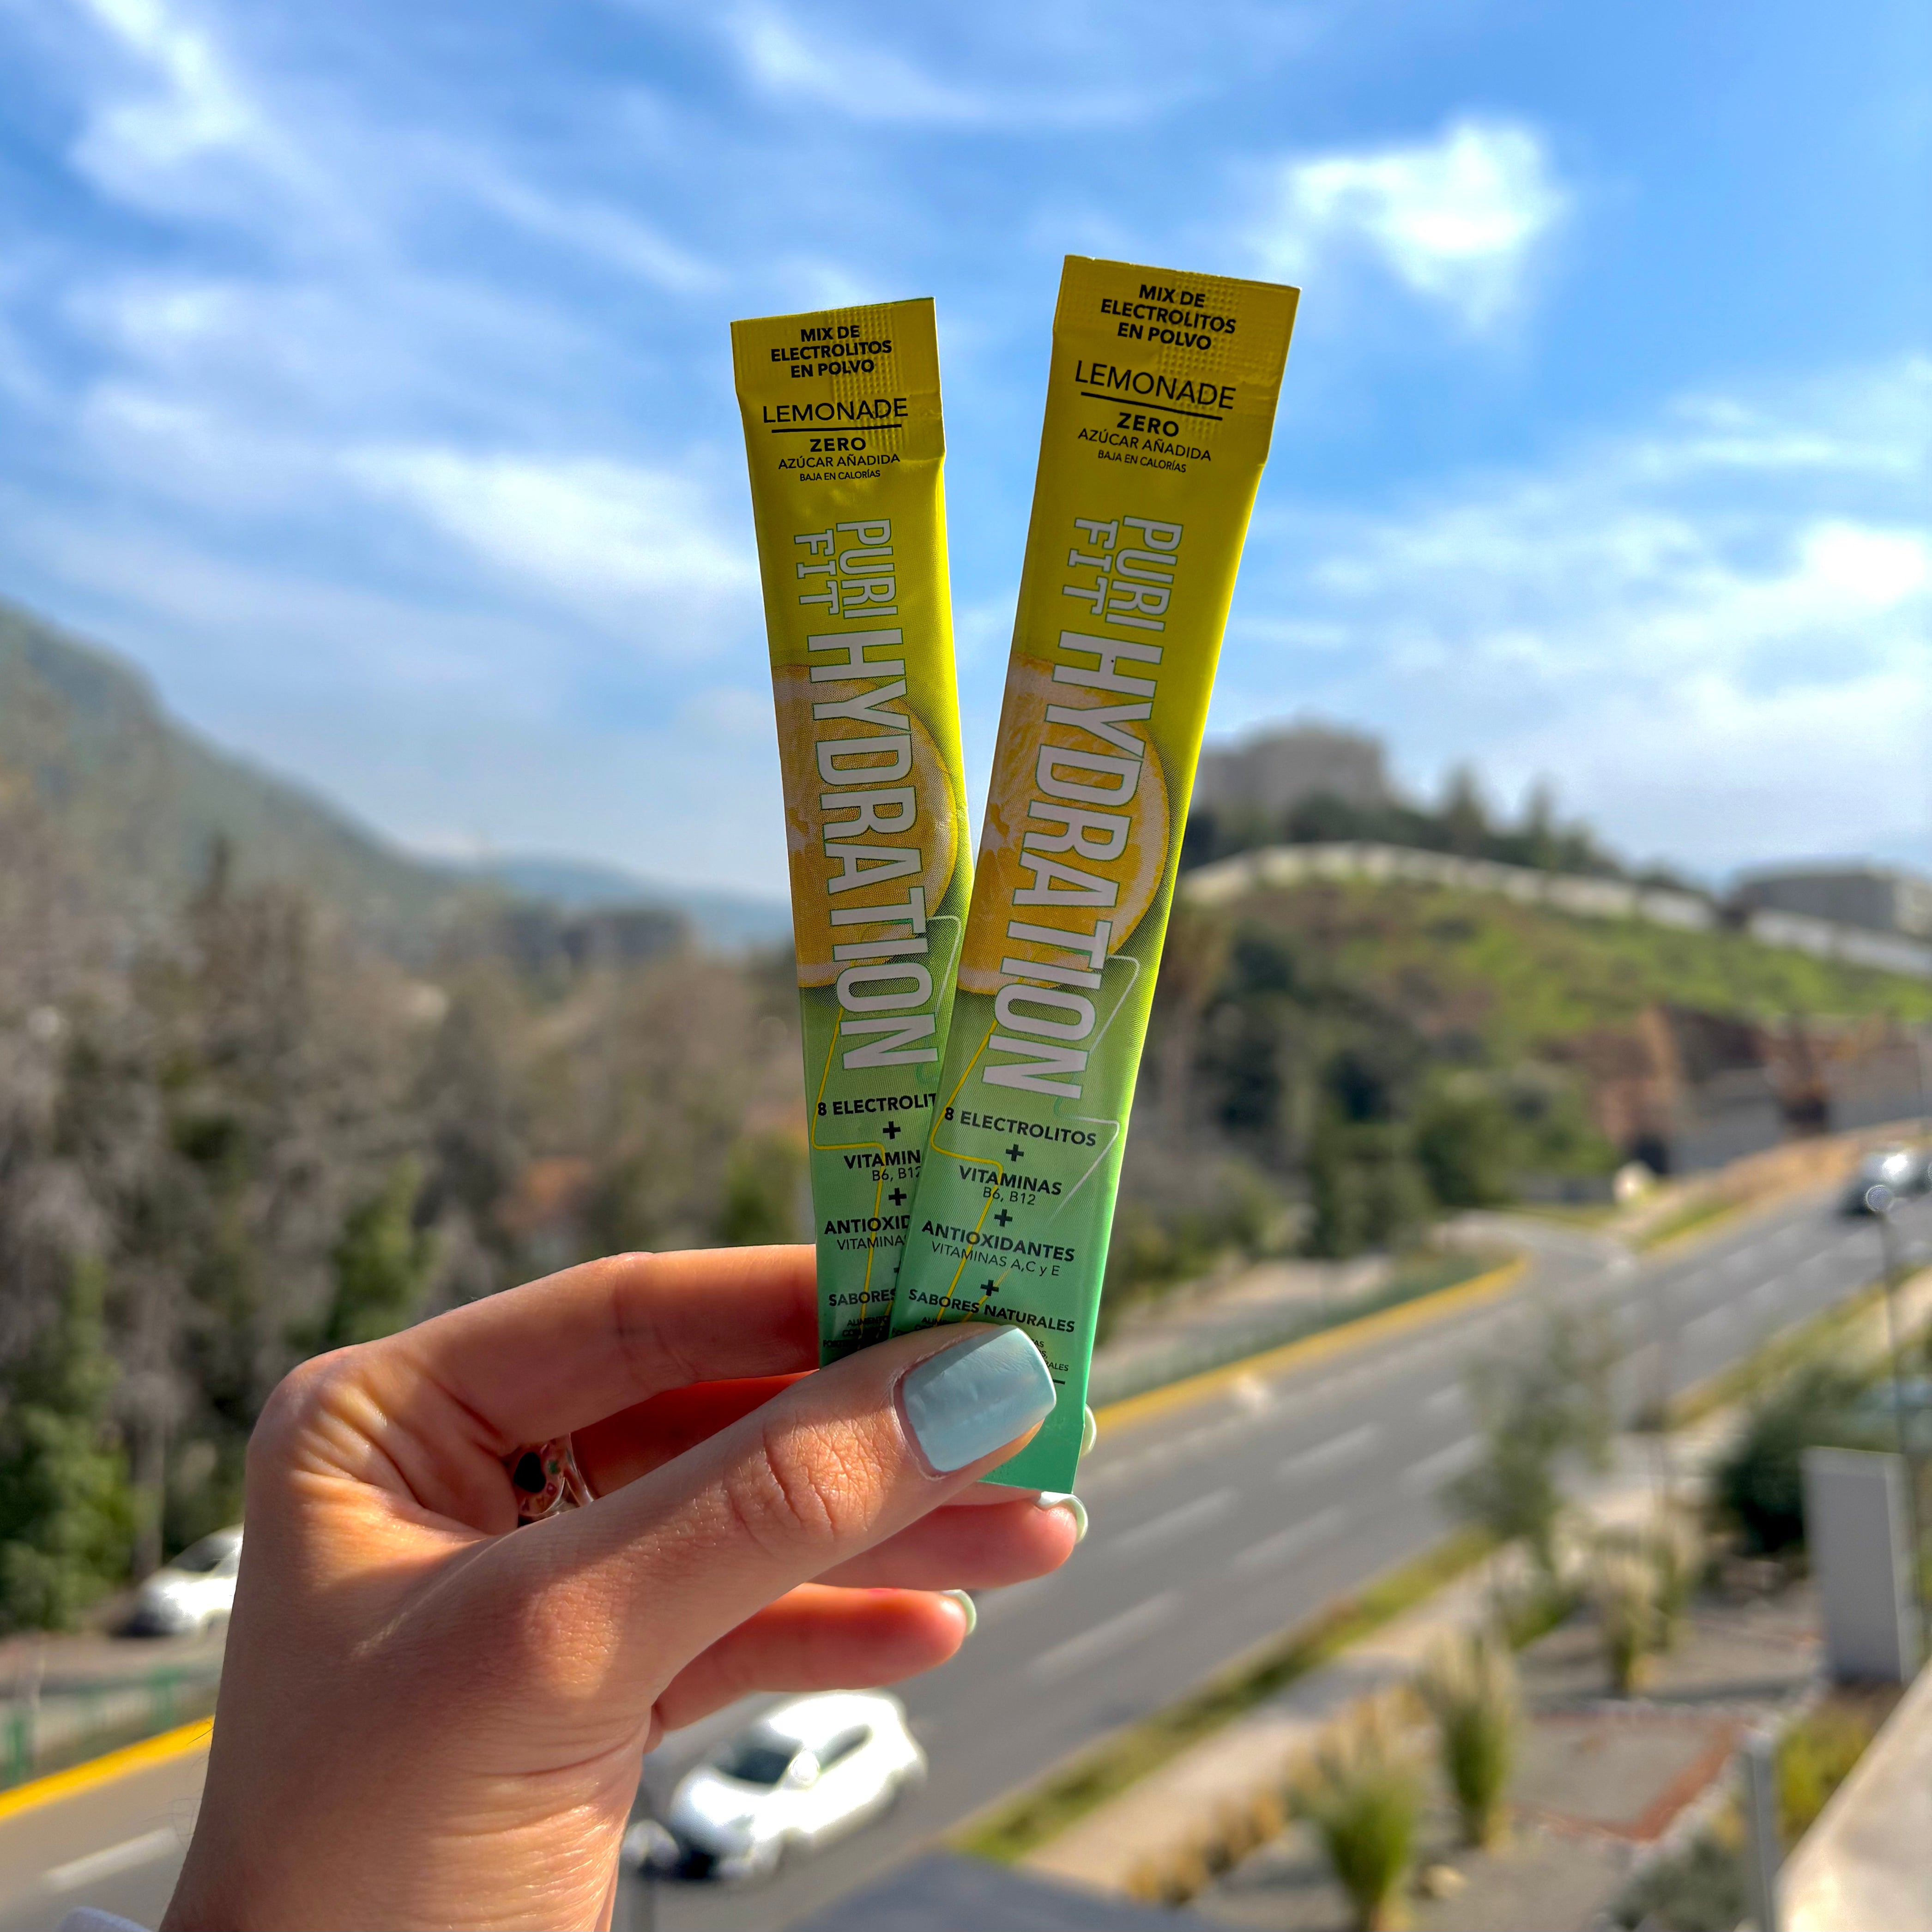 MIX DE
ELECTROLITOS
EN POLVO
LEMONADE
ZERO
AZÚCAR AÑADIDA
BAJA EN CALORÍAS
PURI
FIT
HYDRATION
8 ELECTROLIT
+
VITAMIN
B6, B12
+
ANTIOXID
VITAMINA
SABORES
MIX DE
ELECTROLITOS
EN POLVO
LEMONADE
ZERO
AZÚCAR AÑADIDA
BAJA EN CALORÍAS
PURI
FIT
HYDRATION
8 ELECTROLITOS
+
VITAMINAS
B6, B12
+
ANTIOXIDANTES
VITAMINAS A,C y E
+
SABORES NATURALES